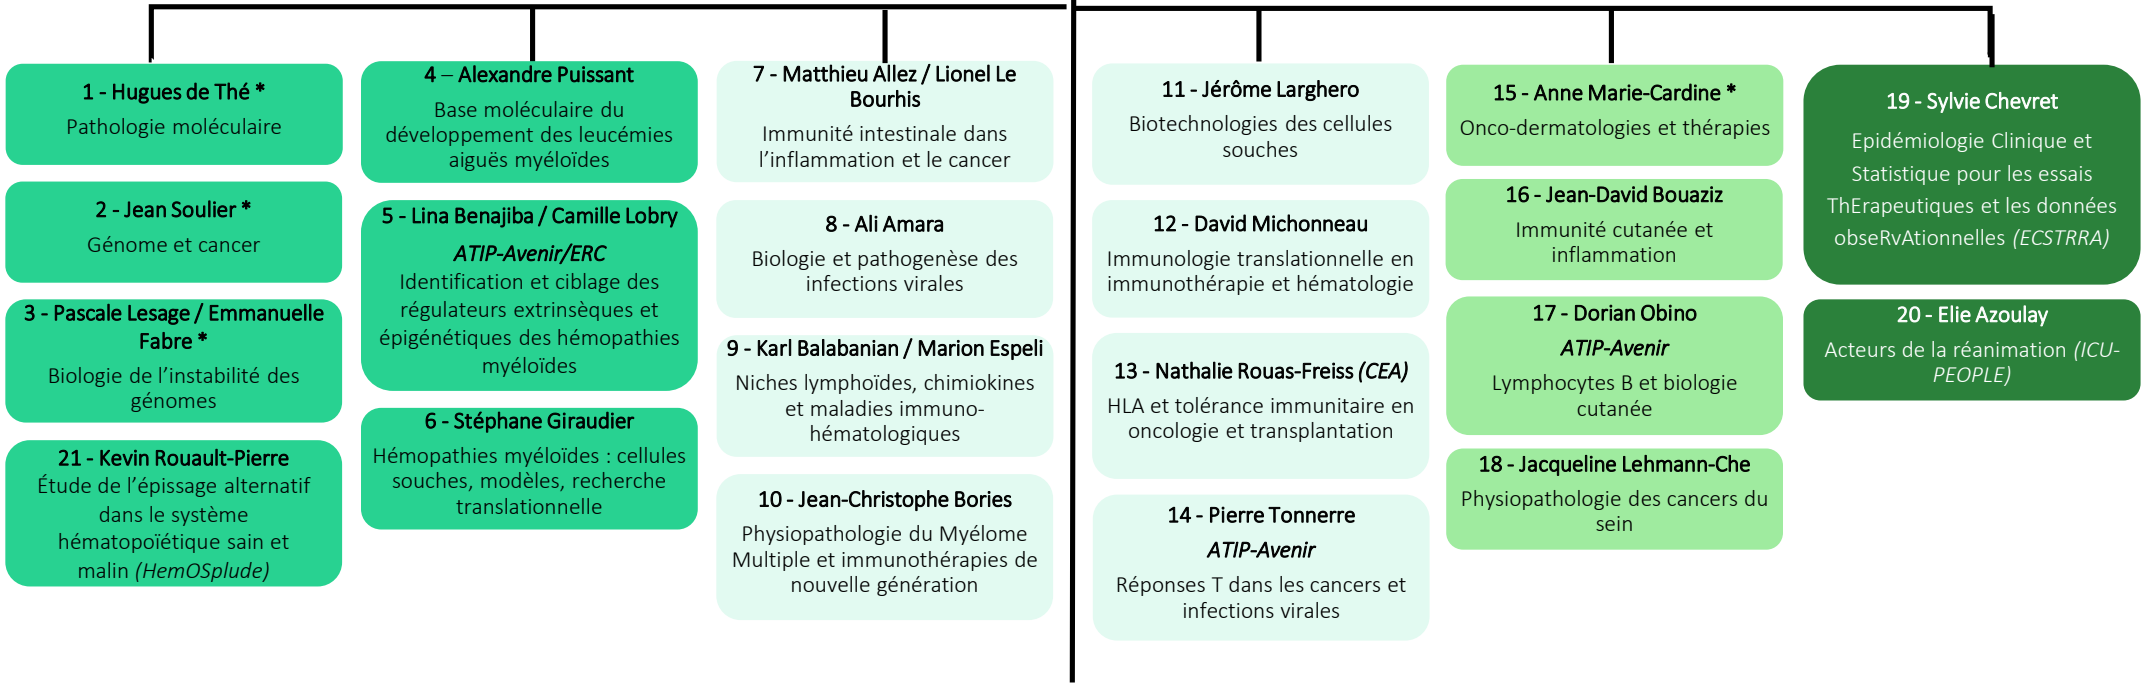 1 - Hugues de Thé *
Pathologie moléculaire
2 - Jean Soulier *
Génome et cancer
3 - Pascale Lesage / Emmanuelle
Fabre *
Biologie de l’instabilité des
génomes
21 - Kevin Rouault-Pierre
Étude de l’épissage alternatif
dans le système
hématopoïétique sain et
malin (HemOSplude)
4 – Alexandre Puissant
Base moléculaire du
développement des leucémies
aiguës myéloïdes
5 - Lina Benajiba / Camille Lobry
ATIP-Avenir/ERC
Identification et ciblage des
régulateurs extrinsèques et
épigénétiques des hémopathies
myéloïdes
6 - Stéphane Giraudier
Hémopathies myéloïdes : cellules
souches, modèles, recherche
translationnelle
7 - Matthieu Allez / Lionel Le
Bourhis
Immunité intestinale dans
l’inflammation et le cancer
8 - Ali Amara
Biologie et pathogenèse des
infections virales
9 - Karl Balabanian / Marion Espeli
Niches lymphoïdes, chimiokines
et maladies immuno-
hématologiques
10 - Jean-Christophe Bories
Physiopathologie du Myélome
Multiple et immunothérapies de
nouvelle génération
11 - Jérôme Larghero
Biotechnologies des cellules
souches
12 - David Michonneau
Immunologie translationnelle en
immunothérapie et hématologie
13 - Nathalie Rouas-Freiss (CEA)
HLA et tolérance immunitaire en
oncologie et transplantation
14 - Pierre Tonnerre
ATIP-Avenir
Réponses T dans les cancers et
infections virales
15 - Anne Marie-Cardine *
Onco-dermatologies et thérapies
16 - Jean-David Bouaziz
Immunité cutanée et
inflammation
17 - Dorian Obino
ATIP-Avenir
Lymphocytes B et biologie
cutanée
18 - Jacqueline Lehmann-Che
Physiopathologie des cancers du
sein
19 - Sylvie Chevret
Epidémiologie Clinique et
Statistique pour les essais
ThErapeutiques et les données
obseRvAtionnelles (ECSTRRA)
20 - Elie Azoulay
Acteurs de la réanimation (ICU-
PEOPLE)